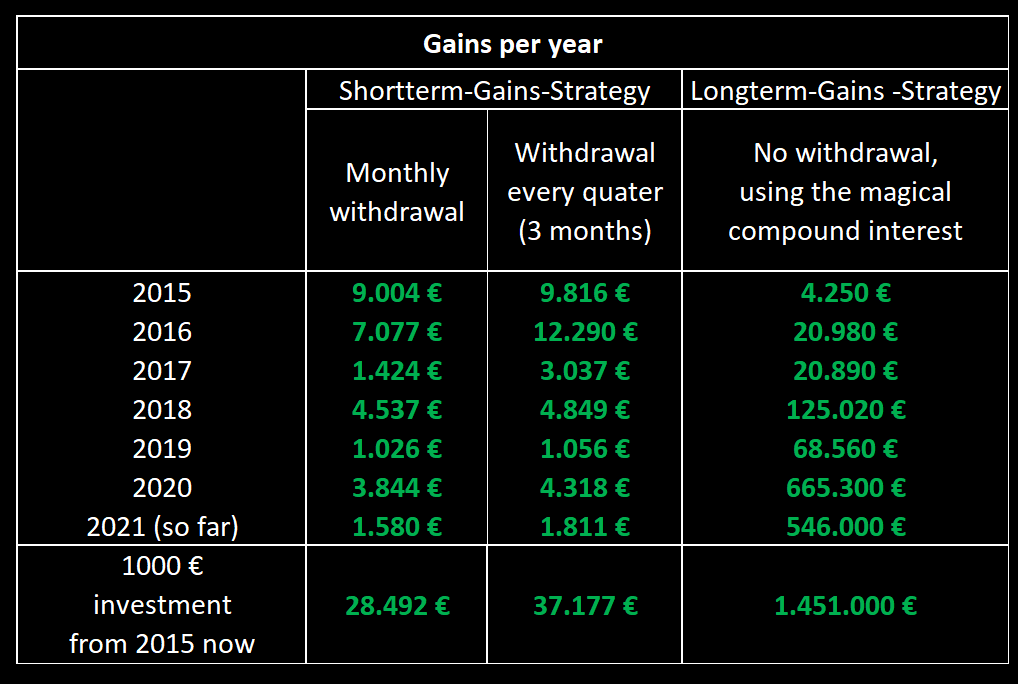 Gains per year
Shortterm-Gains-Strategy Longterm-Gains -Strategy
Monthly
withdrawal
Withdrawal
every quater
(3 months)
No withdrawal,
using the magical
compound interest
2015 9.004 € 9.816 € 4.250 €
2016 7.077 € 12.290 € 20.980 €
2017 1.424 € 3.037 € 20.890 €
2018 4.537 € 4.849 € 125.020 €
2019 1.026 € 1.056 € 68.560 €
2020 3.844 € 4.318 € 665.300 €
2021 (so far) 1.580 € 1.811 € 546.000 €
1000 €
investment
from 2015 now
28.492 € 37.177 € 1.451.000 €